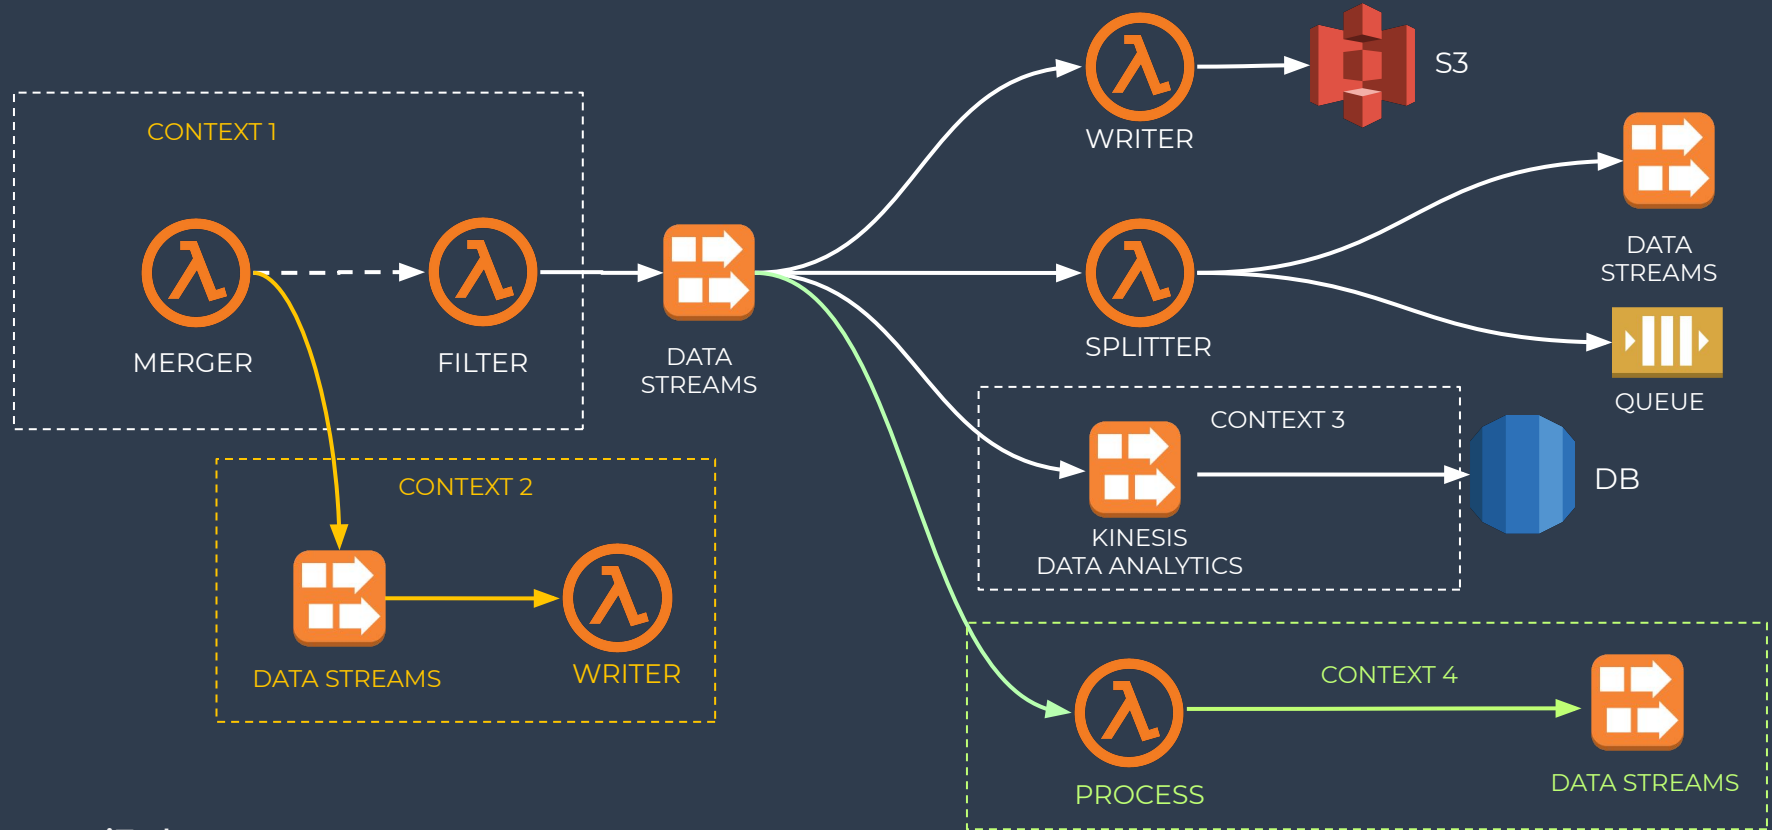 CONTEXT 1
MERGER
FILTER
DATA
STREAMS
WRITER
S3
SPLITTER
DATA
STREAMS
QUEUE
CONTEXT 2
DATA STREAMS
WRITER
CONTEXT 3
KINESIS
DATA ANALYTICS
DB
CONTEXT 4
PROCESS
DATA STREAMS